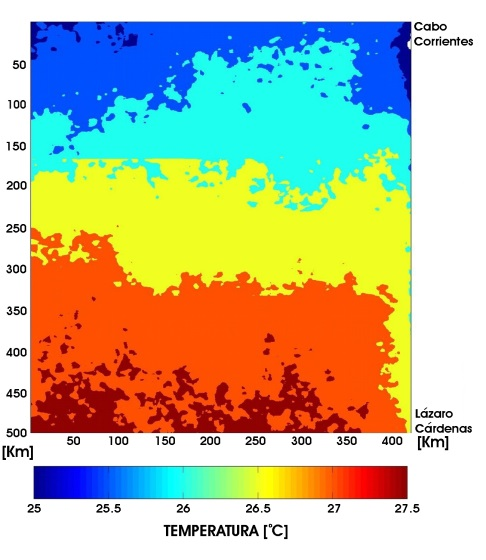 Cabo
Corrientes
50
100
150
200
250
300
350
400
450
500
[Km]
50 100 150 200 250 300 350 400
Lázaro
Cárdenas
[Km]
25 25.5 26 26.5 27 27.5
TEMPERATURA [°C]